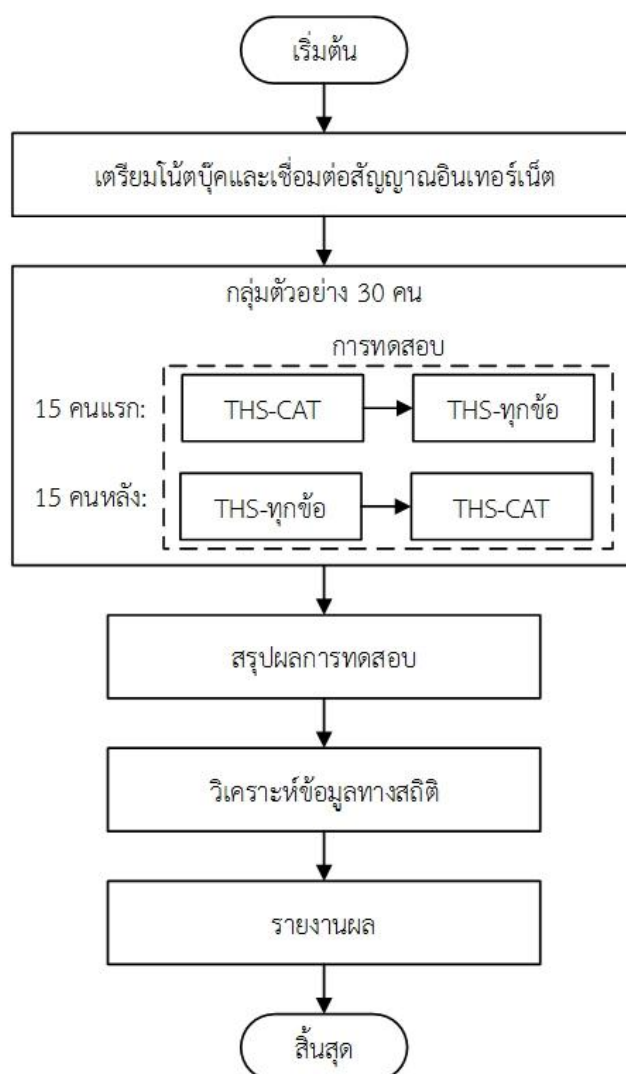 เริ่มต้น
เตรียมโน้ตบุ๊คและเชื่อมต่อสัญญาณอินเทอร์เน็ต
กลุ่มตัวอย่าง 30 คน
การทดสอบ
15 คนแรก: THS-CAT THS-ทุกข้อ
15 คนหลัง: THS-ทุกข้อ THS-CAT
สรุปผลการทดสอบ
วิเคราะห์ข้อมูลทางสถิติ
รายงานผล
สิ้นสุด